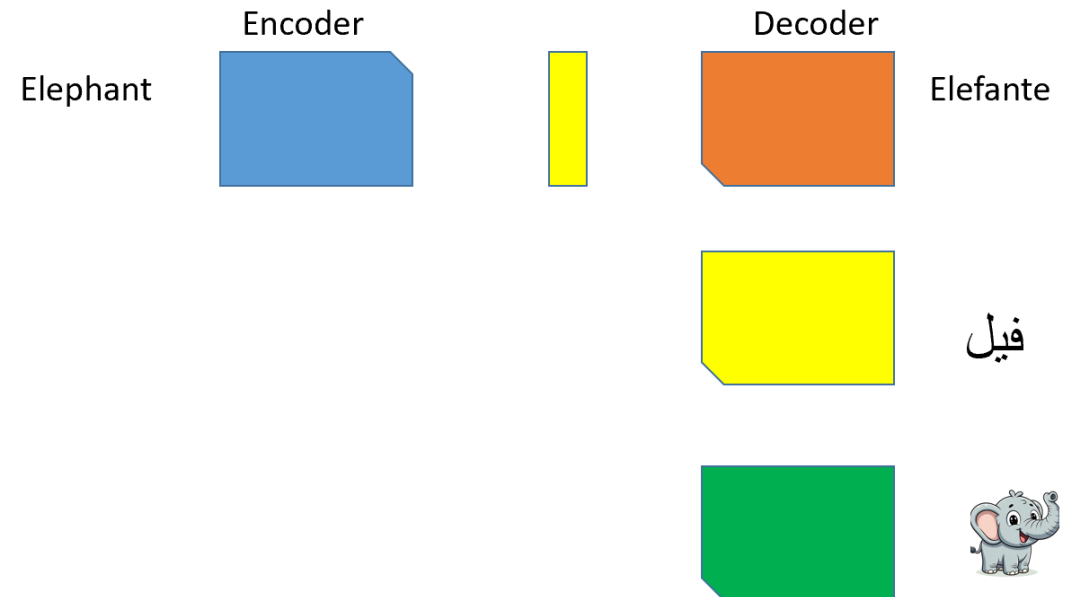 Encoder
Decoder
Elephant
Elefante
فيل